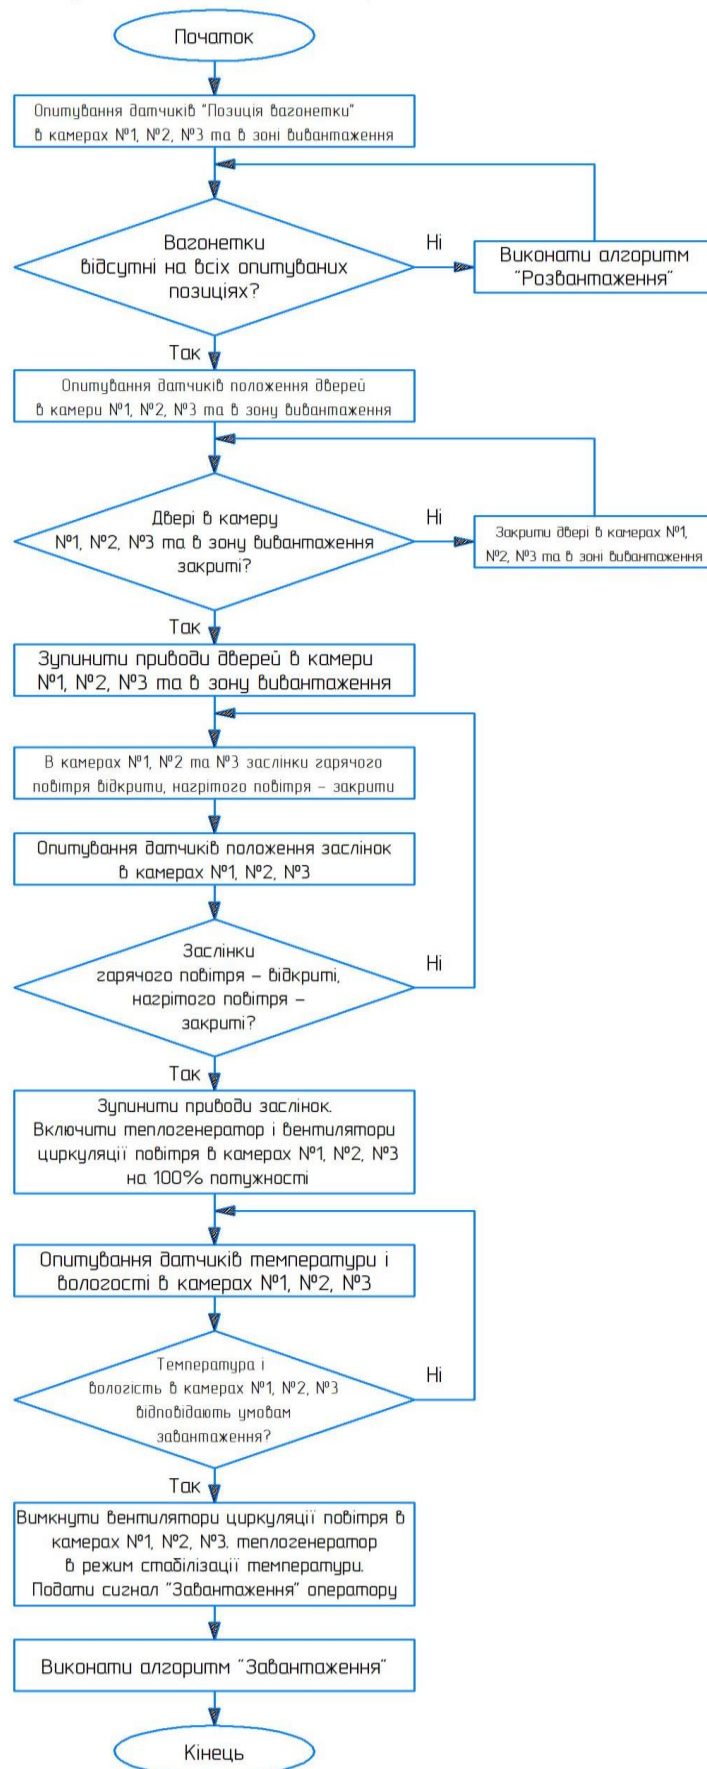 Початок
Опитування датчиків "Позиція вагонетки"
в камерах №1, №2, №3 та в зоні вивантаження
Вагонетки
відсутні на всіх опитуваних
позиціях?
Ні
Виконати алгоритм
"Розвантаження"
Так
Опитування датчиків положення дверей
в камери №1, №2, №3 та в зону вивантаження
Двері в камеру
№1, №2, №3 та в зону вивантаження
закриті?
Ні
Закрити двері в камерах №1,
№2, №3 та в зоні вивантаження
Так
Зупинити приводи дверей в камери
№1, №2, №3 та в зону вивантаження
В камерах №1, №2 та №3 заслінки гарячого
повітря відкрити, нагрітого повітря – закрити
Опитування датчиків положення заслінок
в камерах №1, №2, №3
Заслінки
гарячого повітря – відкриті,
нагрітого повітря –
закриті?
Ні
Так
Зупинити приводи заслінок.
Включити теплогенератор і вентилятори
циркуляції повітря в камерах №1, №2, №3
на 100% потужності
Опитування датчиків температури і
вологості в камерах №1, №2, №3
Температура і
вологість в камерах №1, №2, №3
відповідають умовам
завантаження?
Ні
Так
Вимкнути вентилятори циркуляції повітря в
камерах №1, №2, №3. теплогенератор
в режим стабілізації температури.
Подати сигнал "Завантаження" оператору
Виконати алгоритм "Завантаження"
Кінець